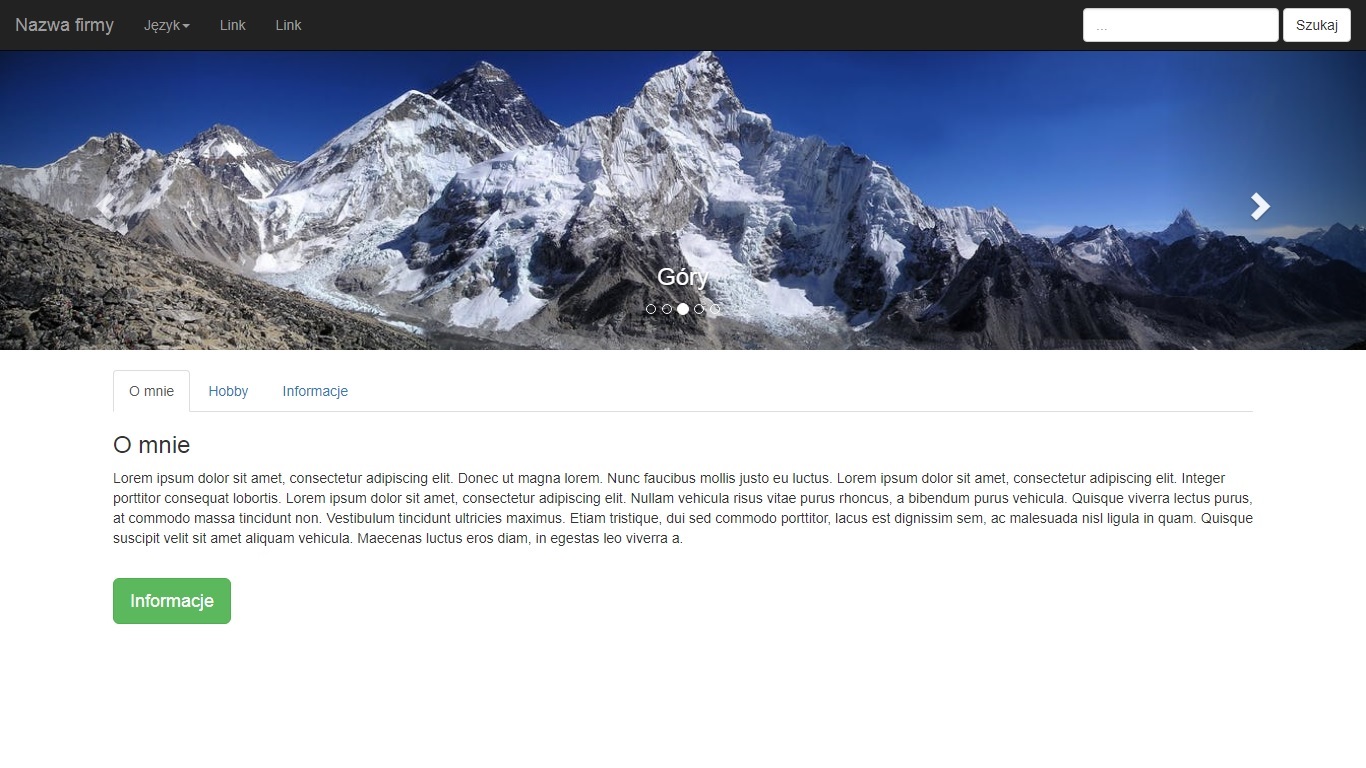 Nazwa firmy Język Link Link ... Szukaj
Góry
O mnie Hobby Informacje
O mnie
Lorem ipsum dolor sit amet, consectetur adipiscing elit. Donec ut magna lorem. Nunc faucibus mollis justo eu luctus. Lorem ipsum dolor sit amet, consectetur adipiscing elit. Integer
porttitor consequat lobortis. Lorem ipsum dolor sit amet, consectetur adipiscing elit. Nullam vehicula risus vitae purus rhoncus, a bibendum purus vehicula. Quisque viverra lectus purus,
at commodo massa tincidunt non. Vestibulum tincidunt ultricies maximus. Etiam tristique, dui sed commodo porttitor, lacus est dignissim sem, ac malesuada nisl ligula in quam. Quisque
suscipit velit sit amet aliquam vehicula. Maecenas luctus eros diam, in egestas leo viverra a.
Informacje